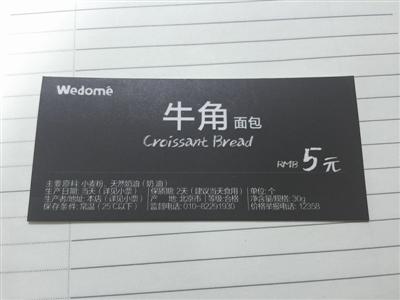 Wedomé
牛角面包
Croissant Bread
RMB 5元
主要原料：小麦粉、天然奶油(奶油)
生产日期：当天（详见小票） 保质期：2天（建议当天食用） 单位：个
生产者/地址：本店（详见小票） 产 地：北京市 等级：合格 净含量/规格：30g
保存条件：常温（25℃以下） 监督电话：010-82291930 价格举报电话：12358